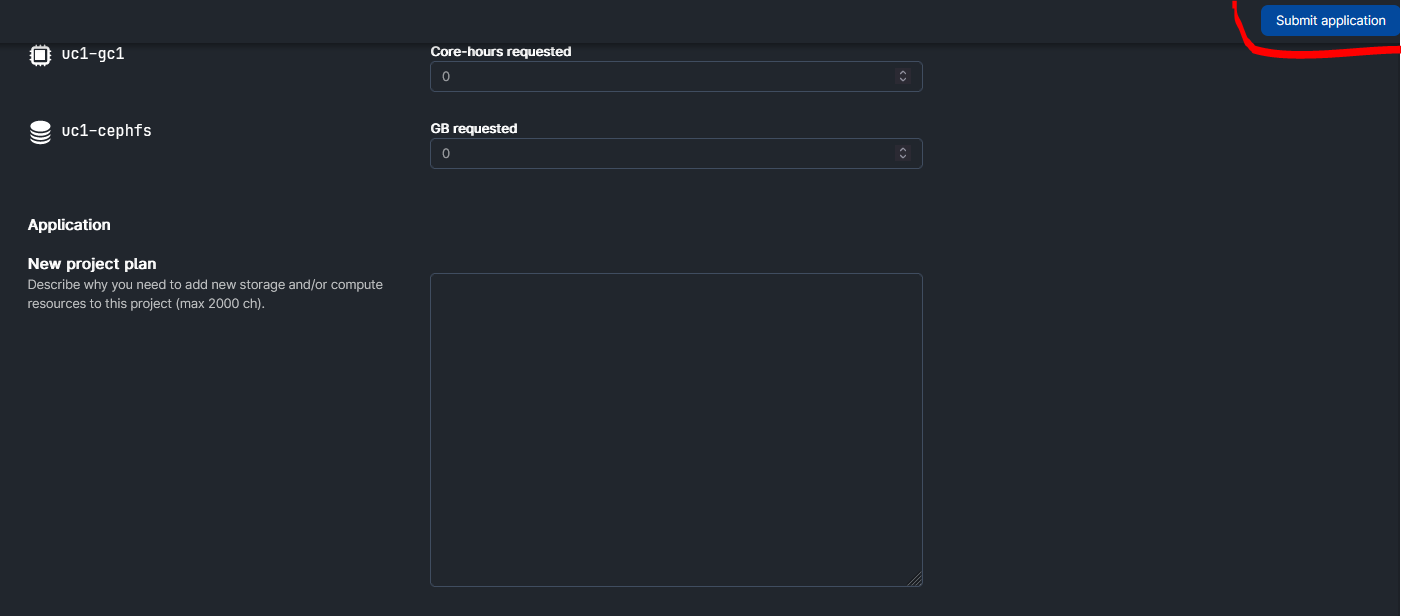 Submit application
uc1-gc1
Core-hours requested
0
uc1-cephfs
GB requested
0
Application
New project plan
Describe why you need to add new storage and/or compute
resources to this project (max 2000 ch).